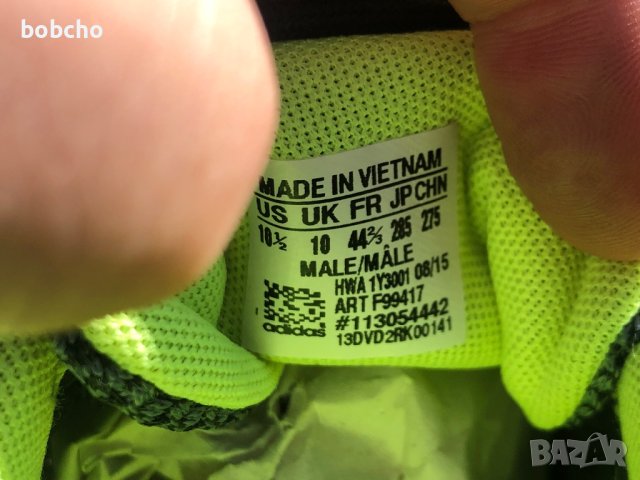 bobcho
MADE IN VIETNAM
US UK FR JP CHN
10½ 10 44⅔ 285 275
MALE/MÂLE
HWA 1Y3001 08/15
ART F99417
#113054442
13DVD2RK00141
adidas
BAZAR